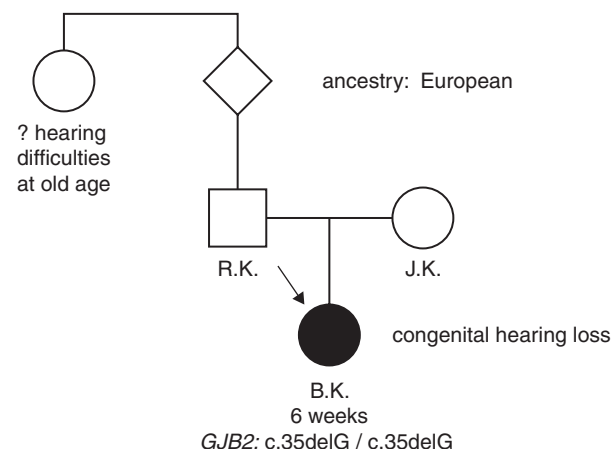 ancestry: European
? hearing
difficulties
at old age
R.K.
J.K.
congenital hearing loss
B.K.
6 weeks
GJB2: c.35delG / c.35delG